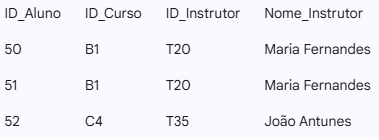 ID_Aluno ID_Curso ID_Instrutor Nome_Instrutor
50 B1 T20 Maria Fernandes
51 B1 T20 Maria Fernandes
52 C4 T35 João Antunes